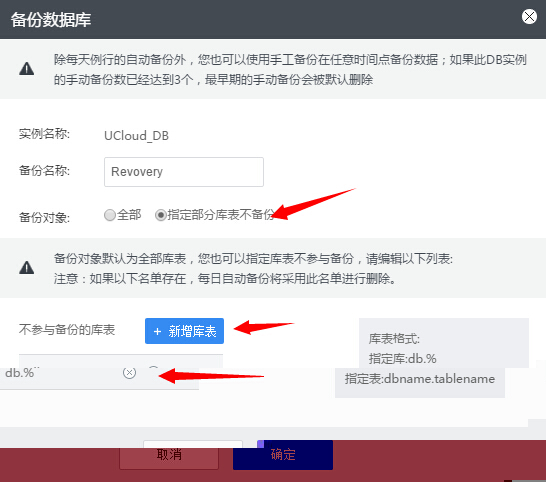 备份数据库
除每天例行的自动备份外，您也可以使用手工备份在任意时间点备份数据；如果此DB实例
的手动备份数已经达到3个，最早期的手动备份会被默认删除
实例名称: UCloud_DB
备份名称: Revovery
备份对象: 全部 指定部分库表不备份
备份对象默认为全部库表，您也可以指定库表不参与备份，请编辑以下列表:
注意：如果以下名单存在，每日自动备份将采用此名单进行删除。
不参与备份的库表 + 新增库表
库表格式:
指定库:db.%
db.%
指定表:dbname.tablename
取消 确定